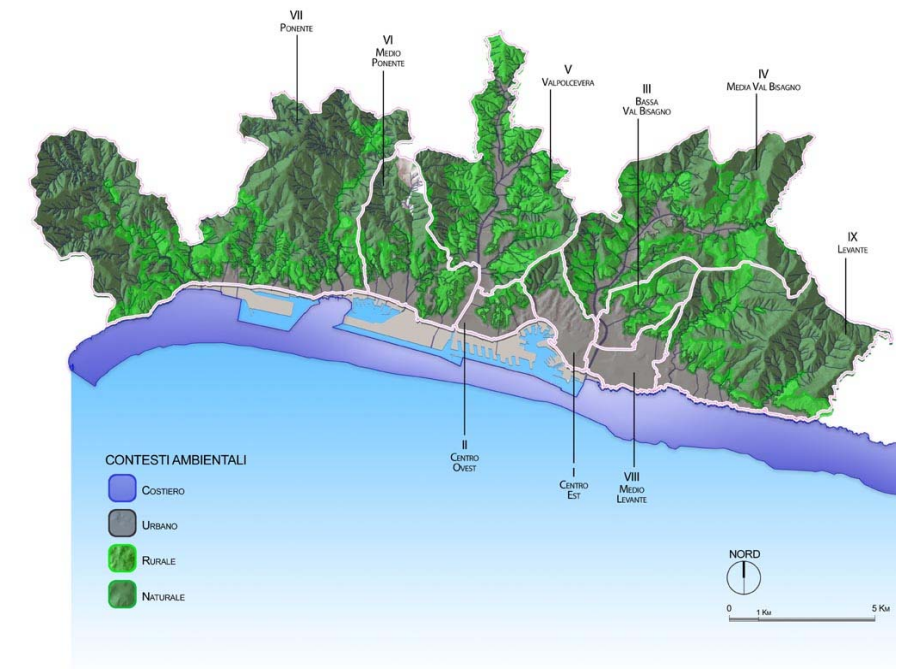 VII
PONENTE
VI
MEDIO
PONENTE
V
VALPOLCEVERA
III
BASSA
VAL BISAGNO
IV
MEDIA VAL BISAGNO
IX
LEVANTE
II
CENTRO
OVEST
I
CENTRO
EST
VIII
MEDIO
LEVANTE
CONTESTI AMBIENTALI
COSTIERO
URBANO
RURALE
NATURALE
NORD
0 1 KM 5 KM